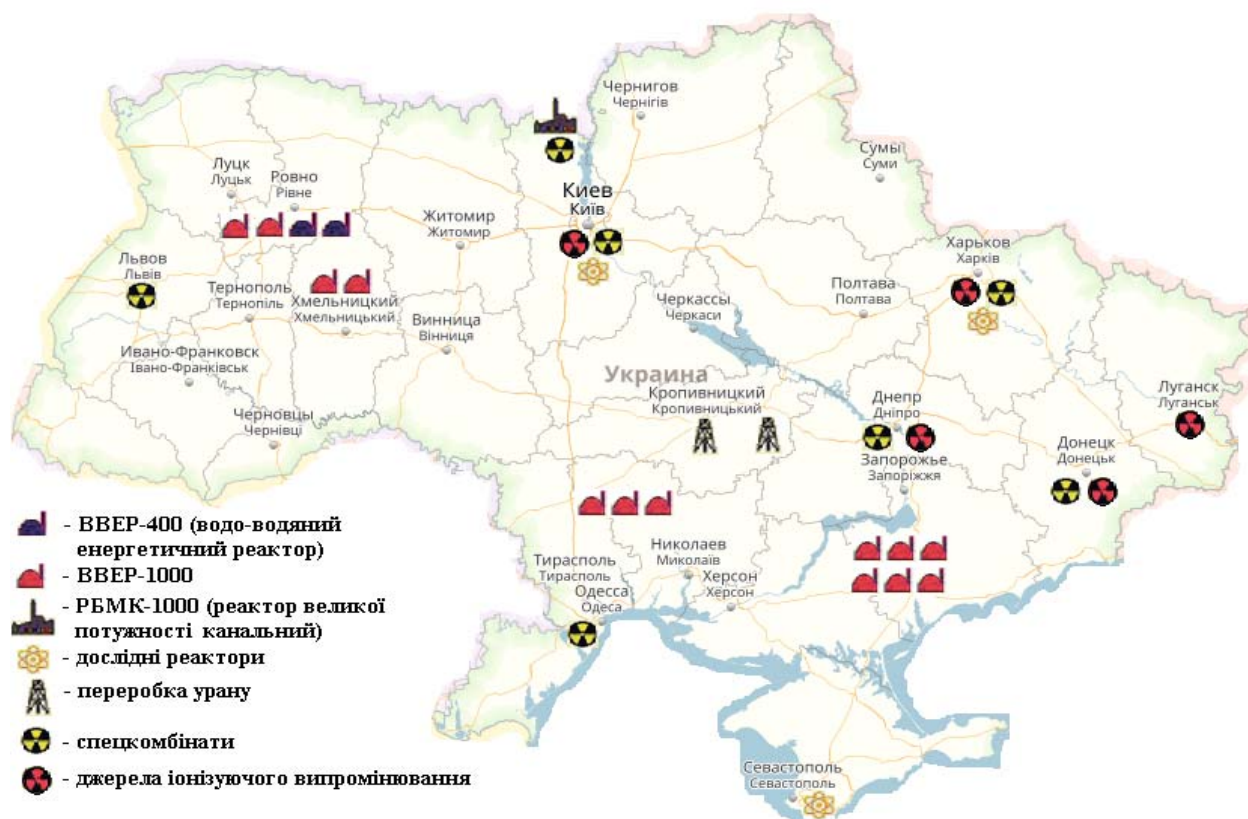 Чернигов
Чернігів
Сумы
Суми
Луцк
Луцьк
Ровно
Рівне
Киев
Київ
Житомир
Житомир
Харьков
Харків
Львов
Львів
Тернополь
Тернопіль
Хмельницкий
Хмельницький
Полтава
Полтава
Черкассы
Черкаси
Винница
Вінниця
Ивано-Франковск
Івано-Франківськ
Украина
Кропивницкий
Кропивницький
Днепр
Дніпро
Луганск
Луганськ
Черновцы
Чернівці
Донецк
Донецьк
Запорожье
Запоріжжя
Николаев
Миколаїв
Тирасполь
Тирасполь
Херсон
Херсон
Одесса
Одеса
Севастополь
Севастополь
- ВВЕР-400 (водо-водяний
енергетичний реактор)
- ВВЕР-1000
- РБМК-1000 (реактор великої
потужності канальний)
- дослідні реактори
- переробка урану
- спецкомбінати
- джерела іонізуючого випромінювання